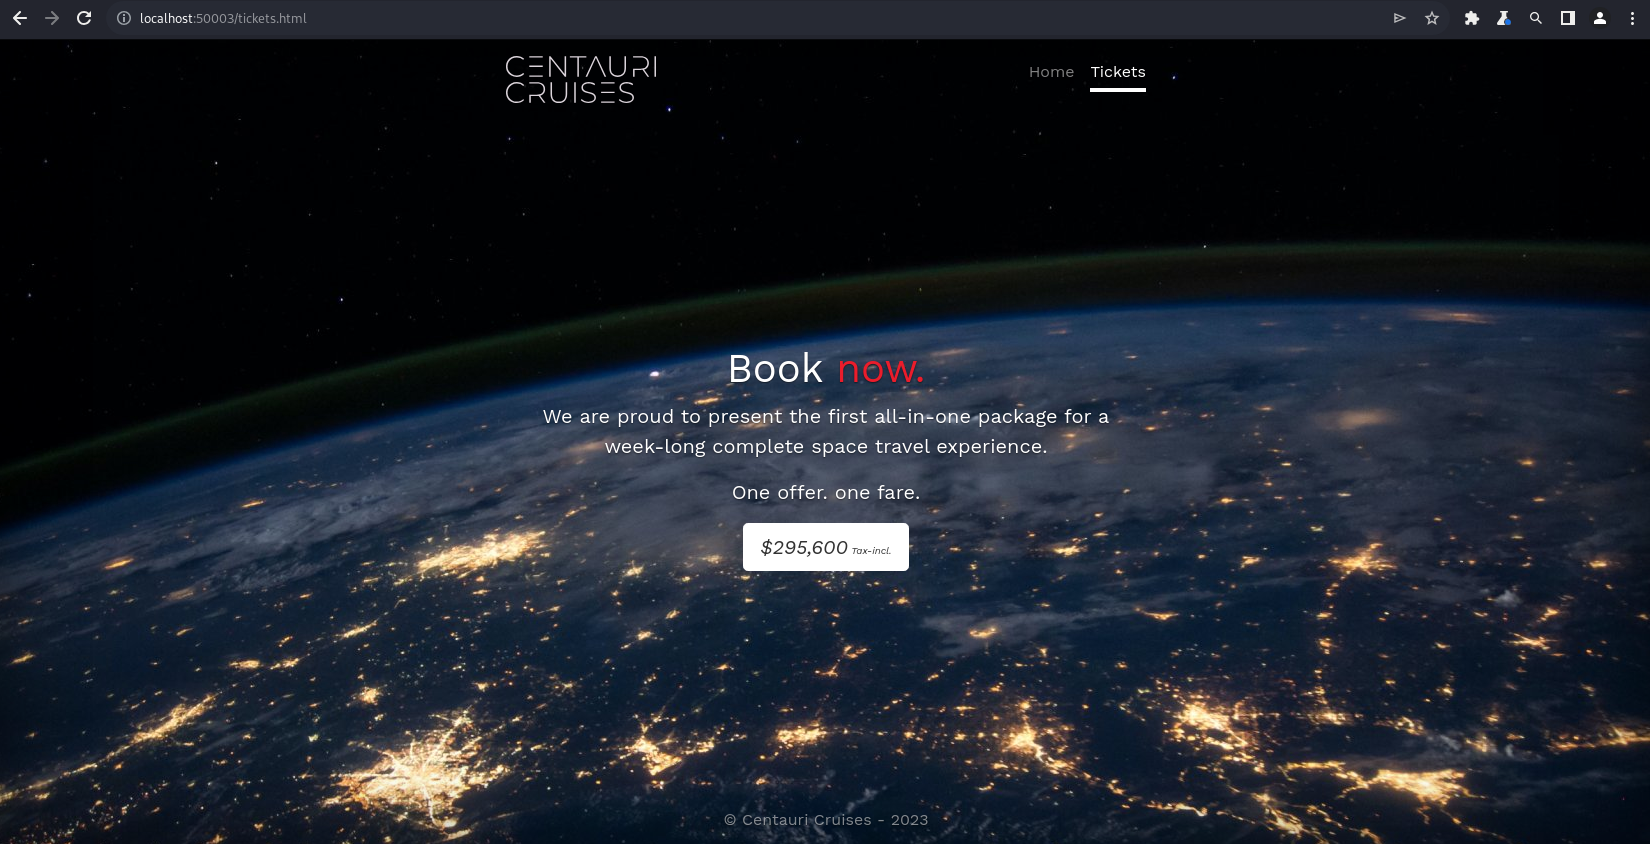 localhost:50003/tickets.html
CENTAURI
CRUISES
Home Tickets
Book now.
We are proud to present the first all-in-one package for a
week-long complete space travel experience.
One offer. one fare.
$295,600 Tax-incl.
© Centauri Cruises - 2023